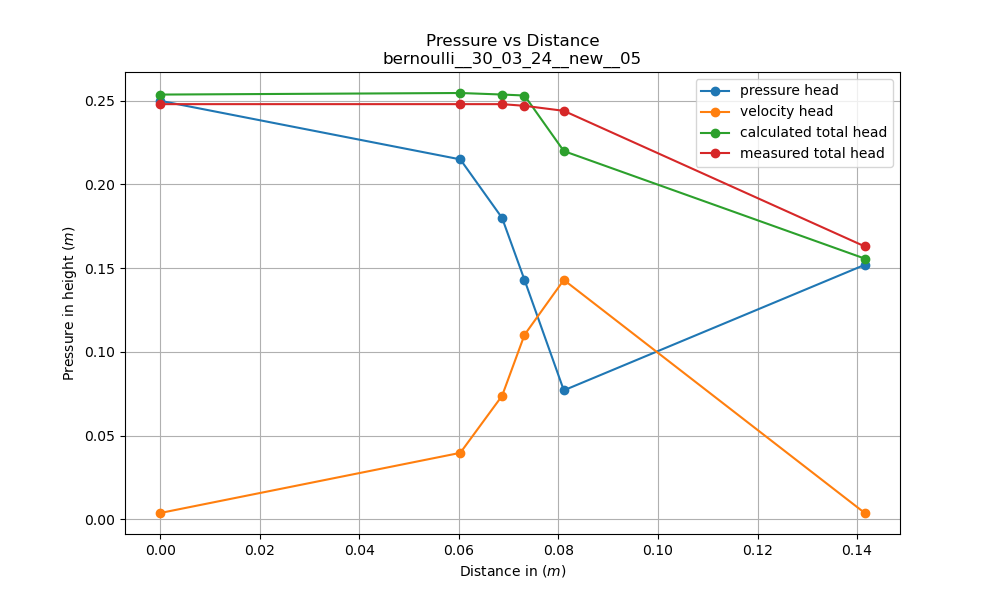 Pressure vs Distance
bernoulli__30_03_24__new__05
pressure head
velocity head
calculated total head
measured total head
Pressure in height (m)
0.25
0.20
0.15
0.10
0.05
0.00
0.00 0.02 0.04 0.06 0.08 0.10 0.12 0.14
Distance in (m)